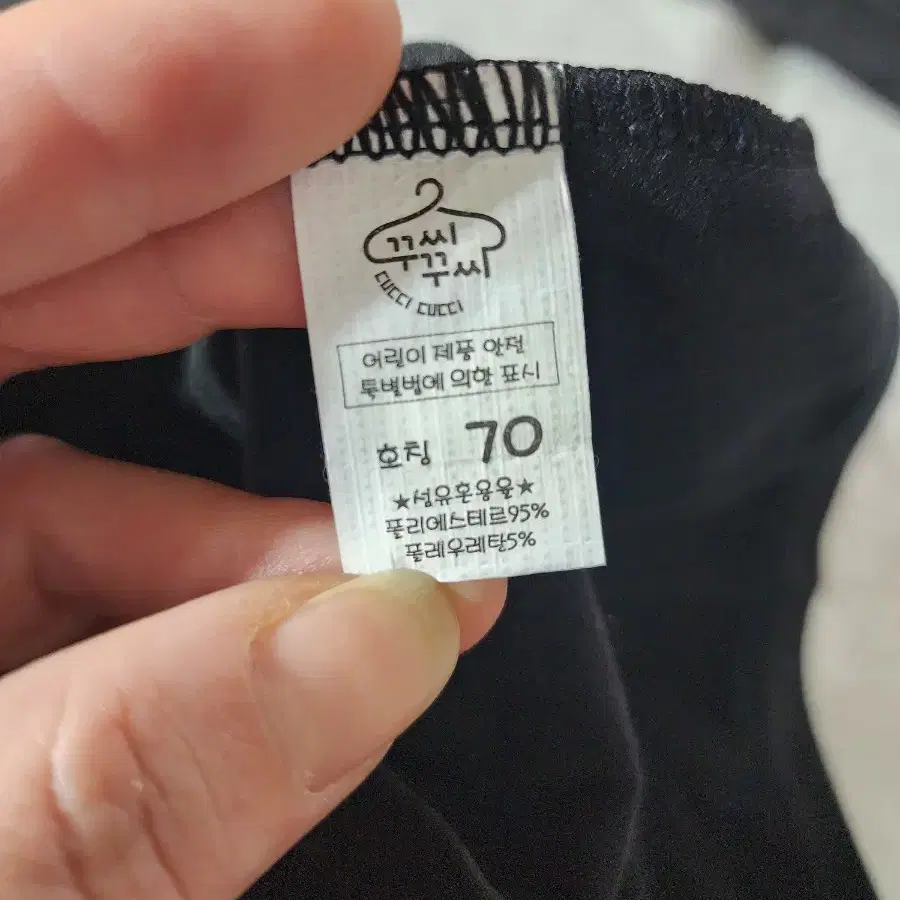 꾸씨
꾸씨
CUCCI CUCCI
어린이 제품 안전
특별법에 의한 표시
호칭 70
★섬유혼용율★
폴리에스테르95%
폴레우레탄5%